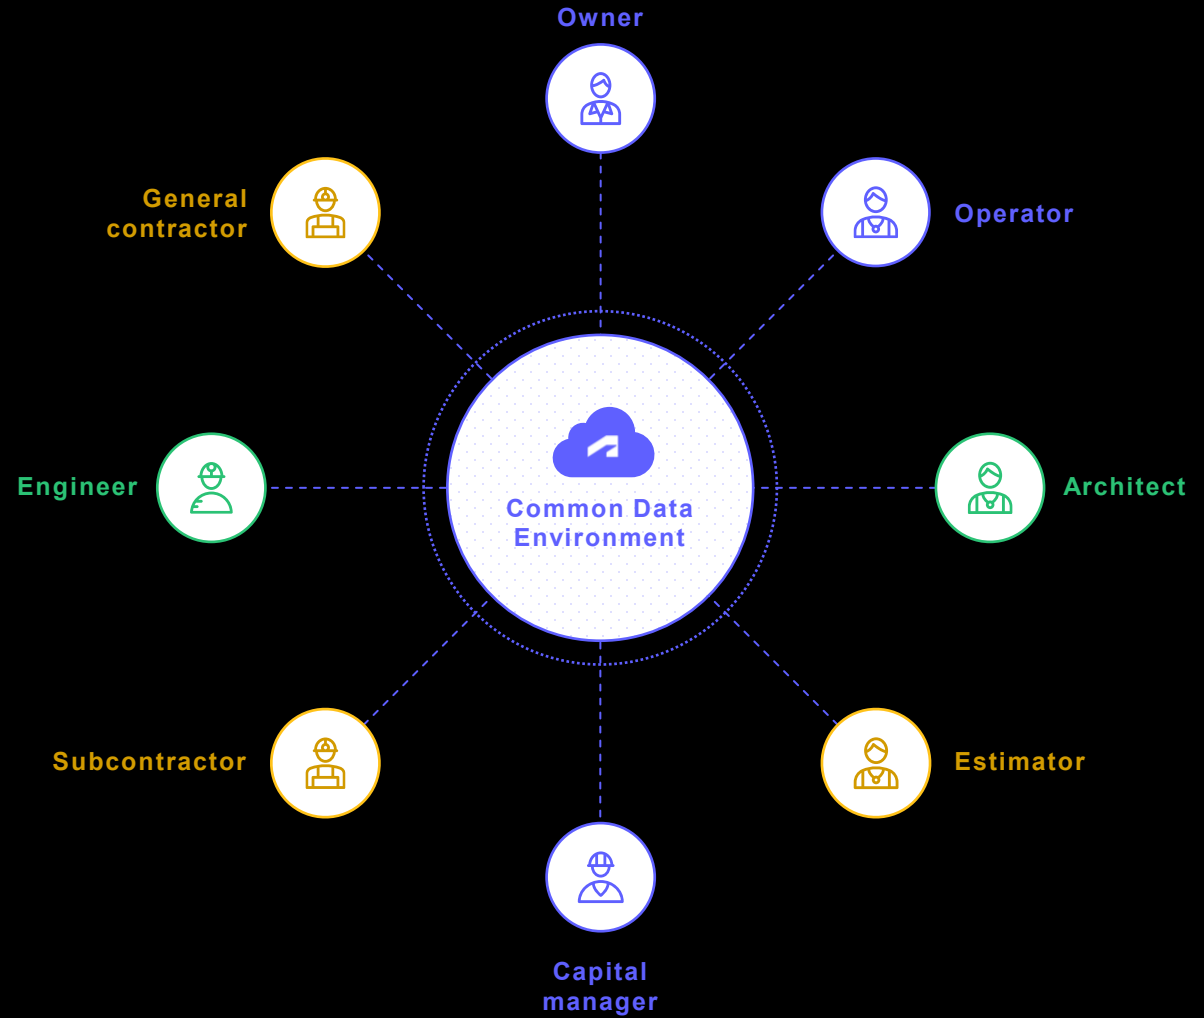 Owner
General
contractor
Operator
Engineer
Common Data
Environment
Architect
Subcontractor
Estimator
Capital
manager